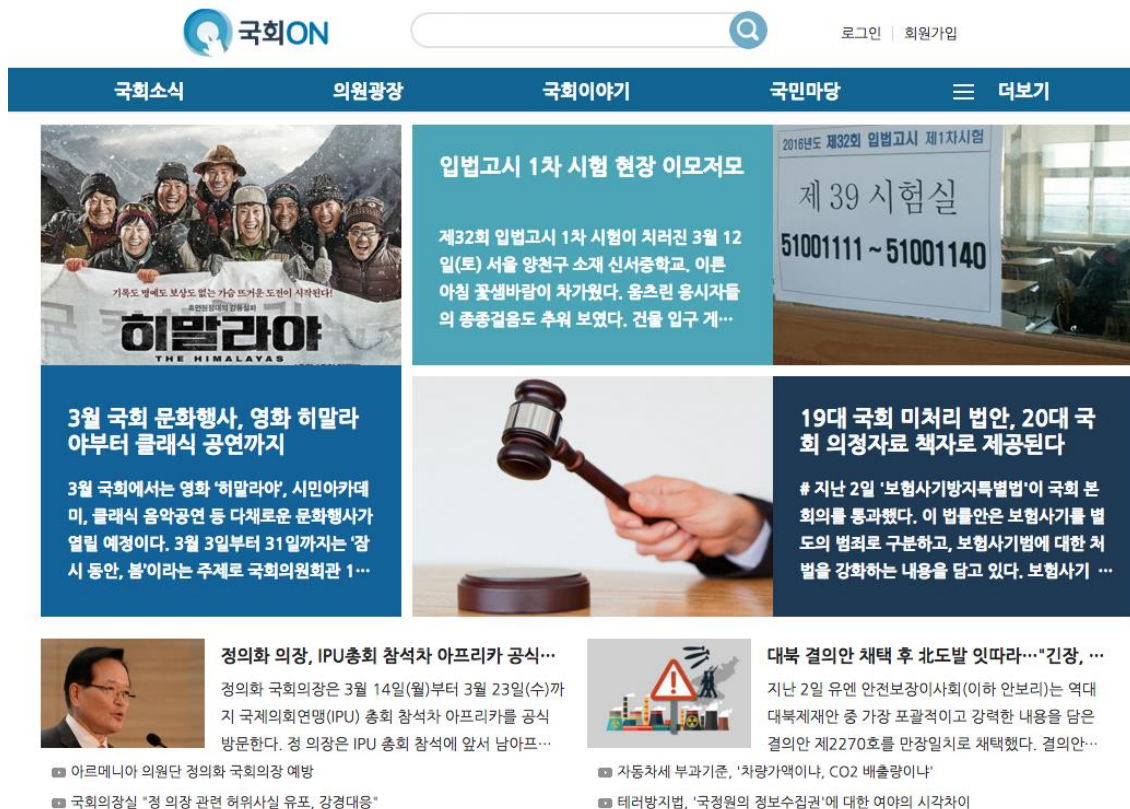 국회ON
로그인 | 회원가입
국회소식 의원광장 국회이야기 국민마당 더보기
기록도 명예도 보상도 없는 가슴 뜨거운 도전이 시작된다!
히말라야
THE HIMALAYAS
3월 국회 문화행사, 영화 히말라
야부터 클래식 공연까지
3월 국회에서는 영화 ‘히말라야’, 시민아카데
미, 클래식 음악공연 등 다채로운 문화행사가
열릴 예정이다. 3월 3일부터 31일까지는 ‘잠
시 동안, 봄’이라는 주제로 국회의원회관 1…
입법고시 1차 시험 현장 이모저모
제32회 입법고시 1차 시험이 치러진 3월 12
일(토) 서울 양천구 소재 신서중학교. 이른
아침 꽃샘바람이 차가웠다. 움츠린 응시자들
의 종종걸음도 추워 보였다. 건물 입구 게…
2016년도 제32회 입법고시 제1차시험
제 39 시험실
51001111 ~ 51001140
19대 국회 미처리 법안, 20대 국
회 의정자료 책자로 제공된다
# 지난 2일 '보험사기방지특별법'이 국회 본
회의를 통과했다. 이 법률안은 보험사기를 별
도의 범죄로 구분하고, 보험사기범에 대한 처
벌을 강화하는 내용을 담고 있다. 보험사기 …
정의화 의장, IPU총회 참석차 아프리카 공식…
정의화 국회의장은 3월 14일(월)부터 3월 23일(수)까
지 국제의회연맹(IPU) 총회 참석차 아프리카를 공식
방문한다. 정 의장은 IPU 총회 참석에 앞서 남아프…
아르메니아 의원단 정의화 국회의장 예방
국회의장실 "정 의장 관련 허위사실 유포, 강경대응"
대북 결의안 채택 후 北도발 잇따라…"긴장, …
지난 2일 유엔 안전보장이사회(이하 안보리)는 역대
대북제재안 중 가장 포괄적이고 강력한 내용을 담은
결의안 제2270호를 만장일치로 채택했다. 결의안…
자동차세 부과기준, '차량가액이냐, CO2 배출량이냐'
테러방지법, '국정원의 정보수집권'에 대한 여야의 시각차이